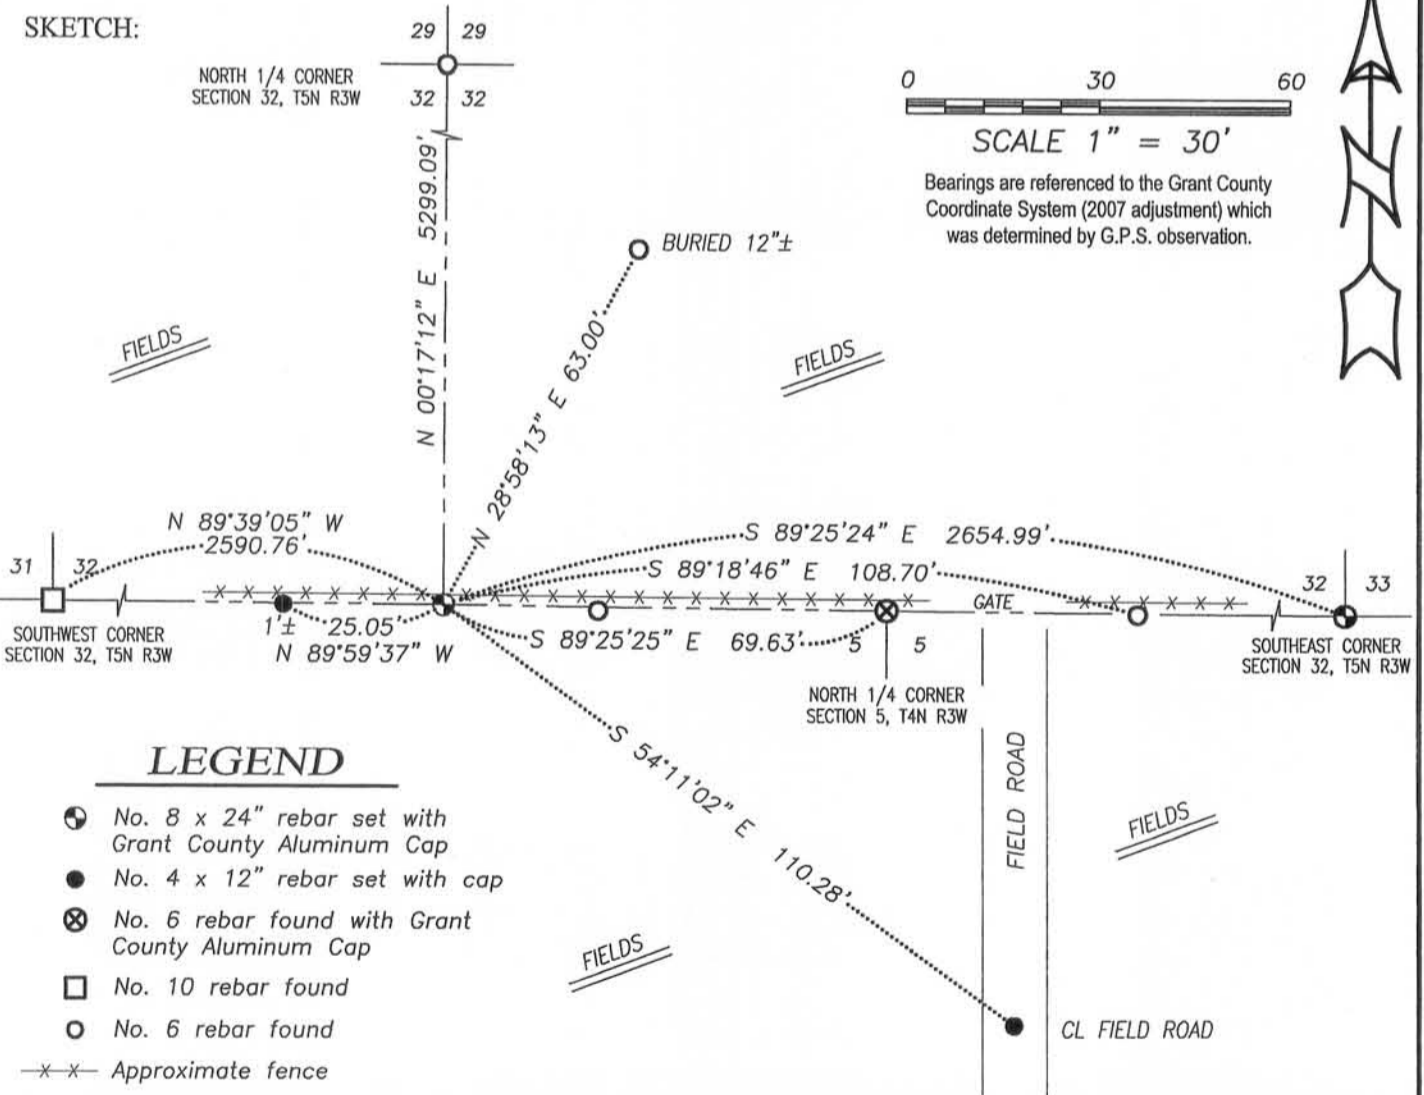 SKETCH:
29 29
NORTH 1/4 CORNER
SECTION 32, T5N R3W
32 32
0 30 60
SCALE 1" = 30'
Bearings are referenced to the Grant County
Coordinate System (2007 adjustment) which
was determined by G.P.S. observation.
N
N 00°17'12" E 5299.09'
BURIED 12"±
FIELDS
FIELDS
N 28°58'13" E 63.00'
N 89°39'05" W
2590.76'
S 89°25'24" E 2654.99'
S 89°18'46" E 108.70'
31 32
32 33
GATE
SOUTHWEST CORNER
SECTION 32, T5N R3W
1'± 25.05'
N 89°59'37" W
S 89°25'25" E 69.63'
5 5
SOUTHEAST CORNER
SECTION 32, T5N R3W
NORTH 1/4 CORNER
SECTION 5, T4N R3W
S 54°11'02" E 110.28'
FIELD ROAD
FIELDS
FIELDS
CL FIELD ROAD
LEGEND
No. 8 x 24" rebar set with
Grant County Aluminum Cap
No. 4 x 12" rebar set with cap
No. 6 rebar found with Grant
County Aluminum Cap
No. 10 rebar found
No. 6 rebar found
x x Approximate fence